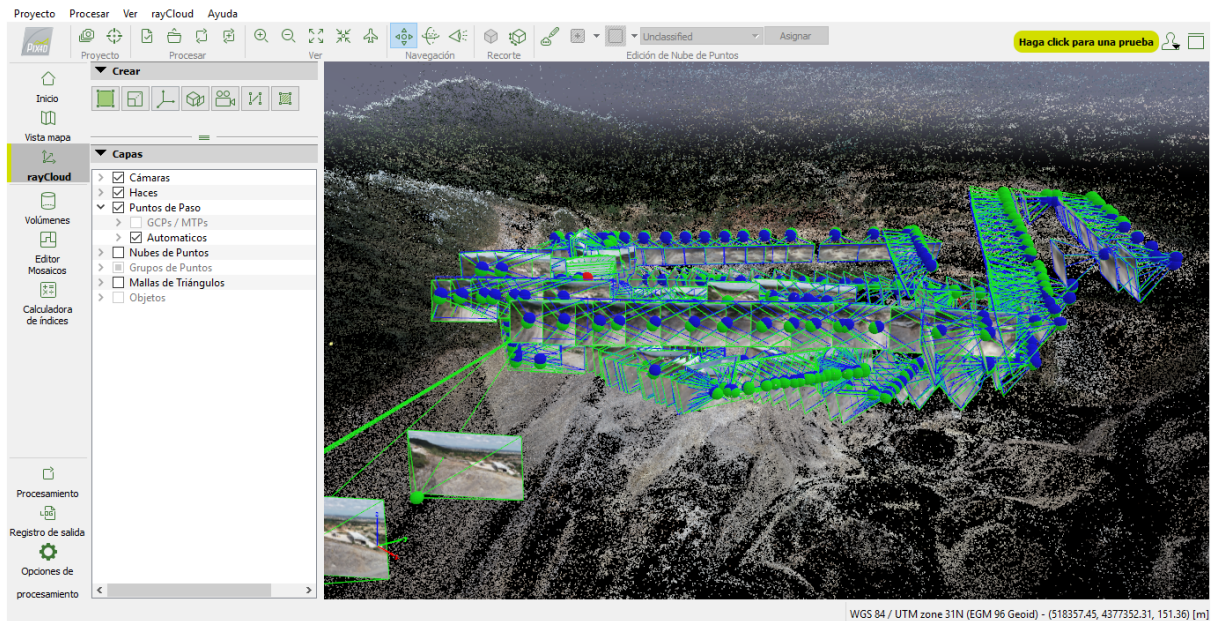 Proyecto Procesar Ver rayCloud Ayuda
PIX4D
Proyecto Procesar Ver Navegación Recorte Edición de Nube de Puntos
Unclassified
Asignar
Haga click para una prueba
Inicio
Vista mapa
rayCloud
Volúmenes
Editor
Mosaicos
Calculadora
de índices
Procesamiento
LOG
Registro de salida
Opciones de
procesamiento
Crear
Capas
Cámaras
Haces
Puntos de Paso
GCPs / MTPs
Automaticos
Nubes de Puntos
Grupos de Puntos
Mallas de Triángulos
Objetos
WGS 84 / UTM zone 31N (EGM 96 Geoid) - (518357.45, 4377352.31, 151.36) [m]